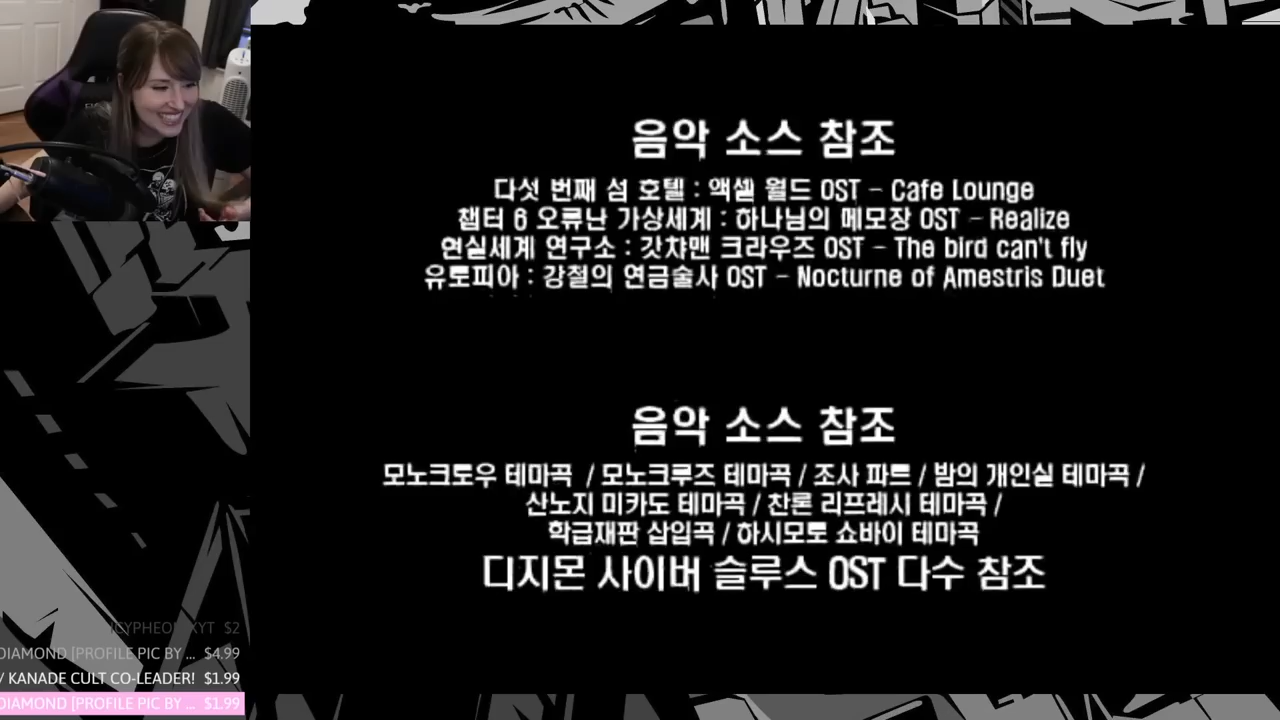 음악 소스 참조
다섯 번째 섬 호텔 : 액셀 월드 OST - Cafe Lounge
챕터 6 오류난 가상세계 : 하나님의 메모장 OST - Realize
현실세계 연구소 : 갓챠맨 크라우즈 OST - The bird can't fly
유토피아 : 강철의 연금술사 OST - Nocturne of Amestris Duet
음악 소스 참조
모노크로우 테마곡 / 모노크루즈 테마곡 / 조사 파트 / 밤의 개인실 테마곡 /
산노지 미카도 테마곡 / 찬론 리프레시 테마곡 /
학급재판 삽입곡 / 하시모토 쇼바이 테마곡
디지몬 사이버 슬루스 OST 다수 참조
$2
DIAMOND [PROFILE PIC BY ... $4.99
/ KANADE CULT CO-LEADER! $1.99
DIAMOND [PROFILE PIC BY ... $1.99